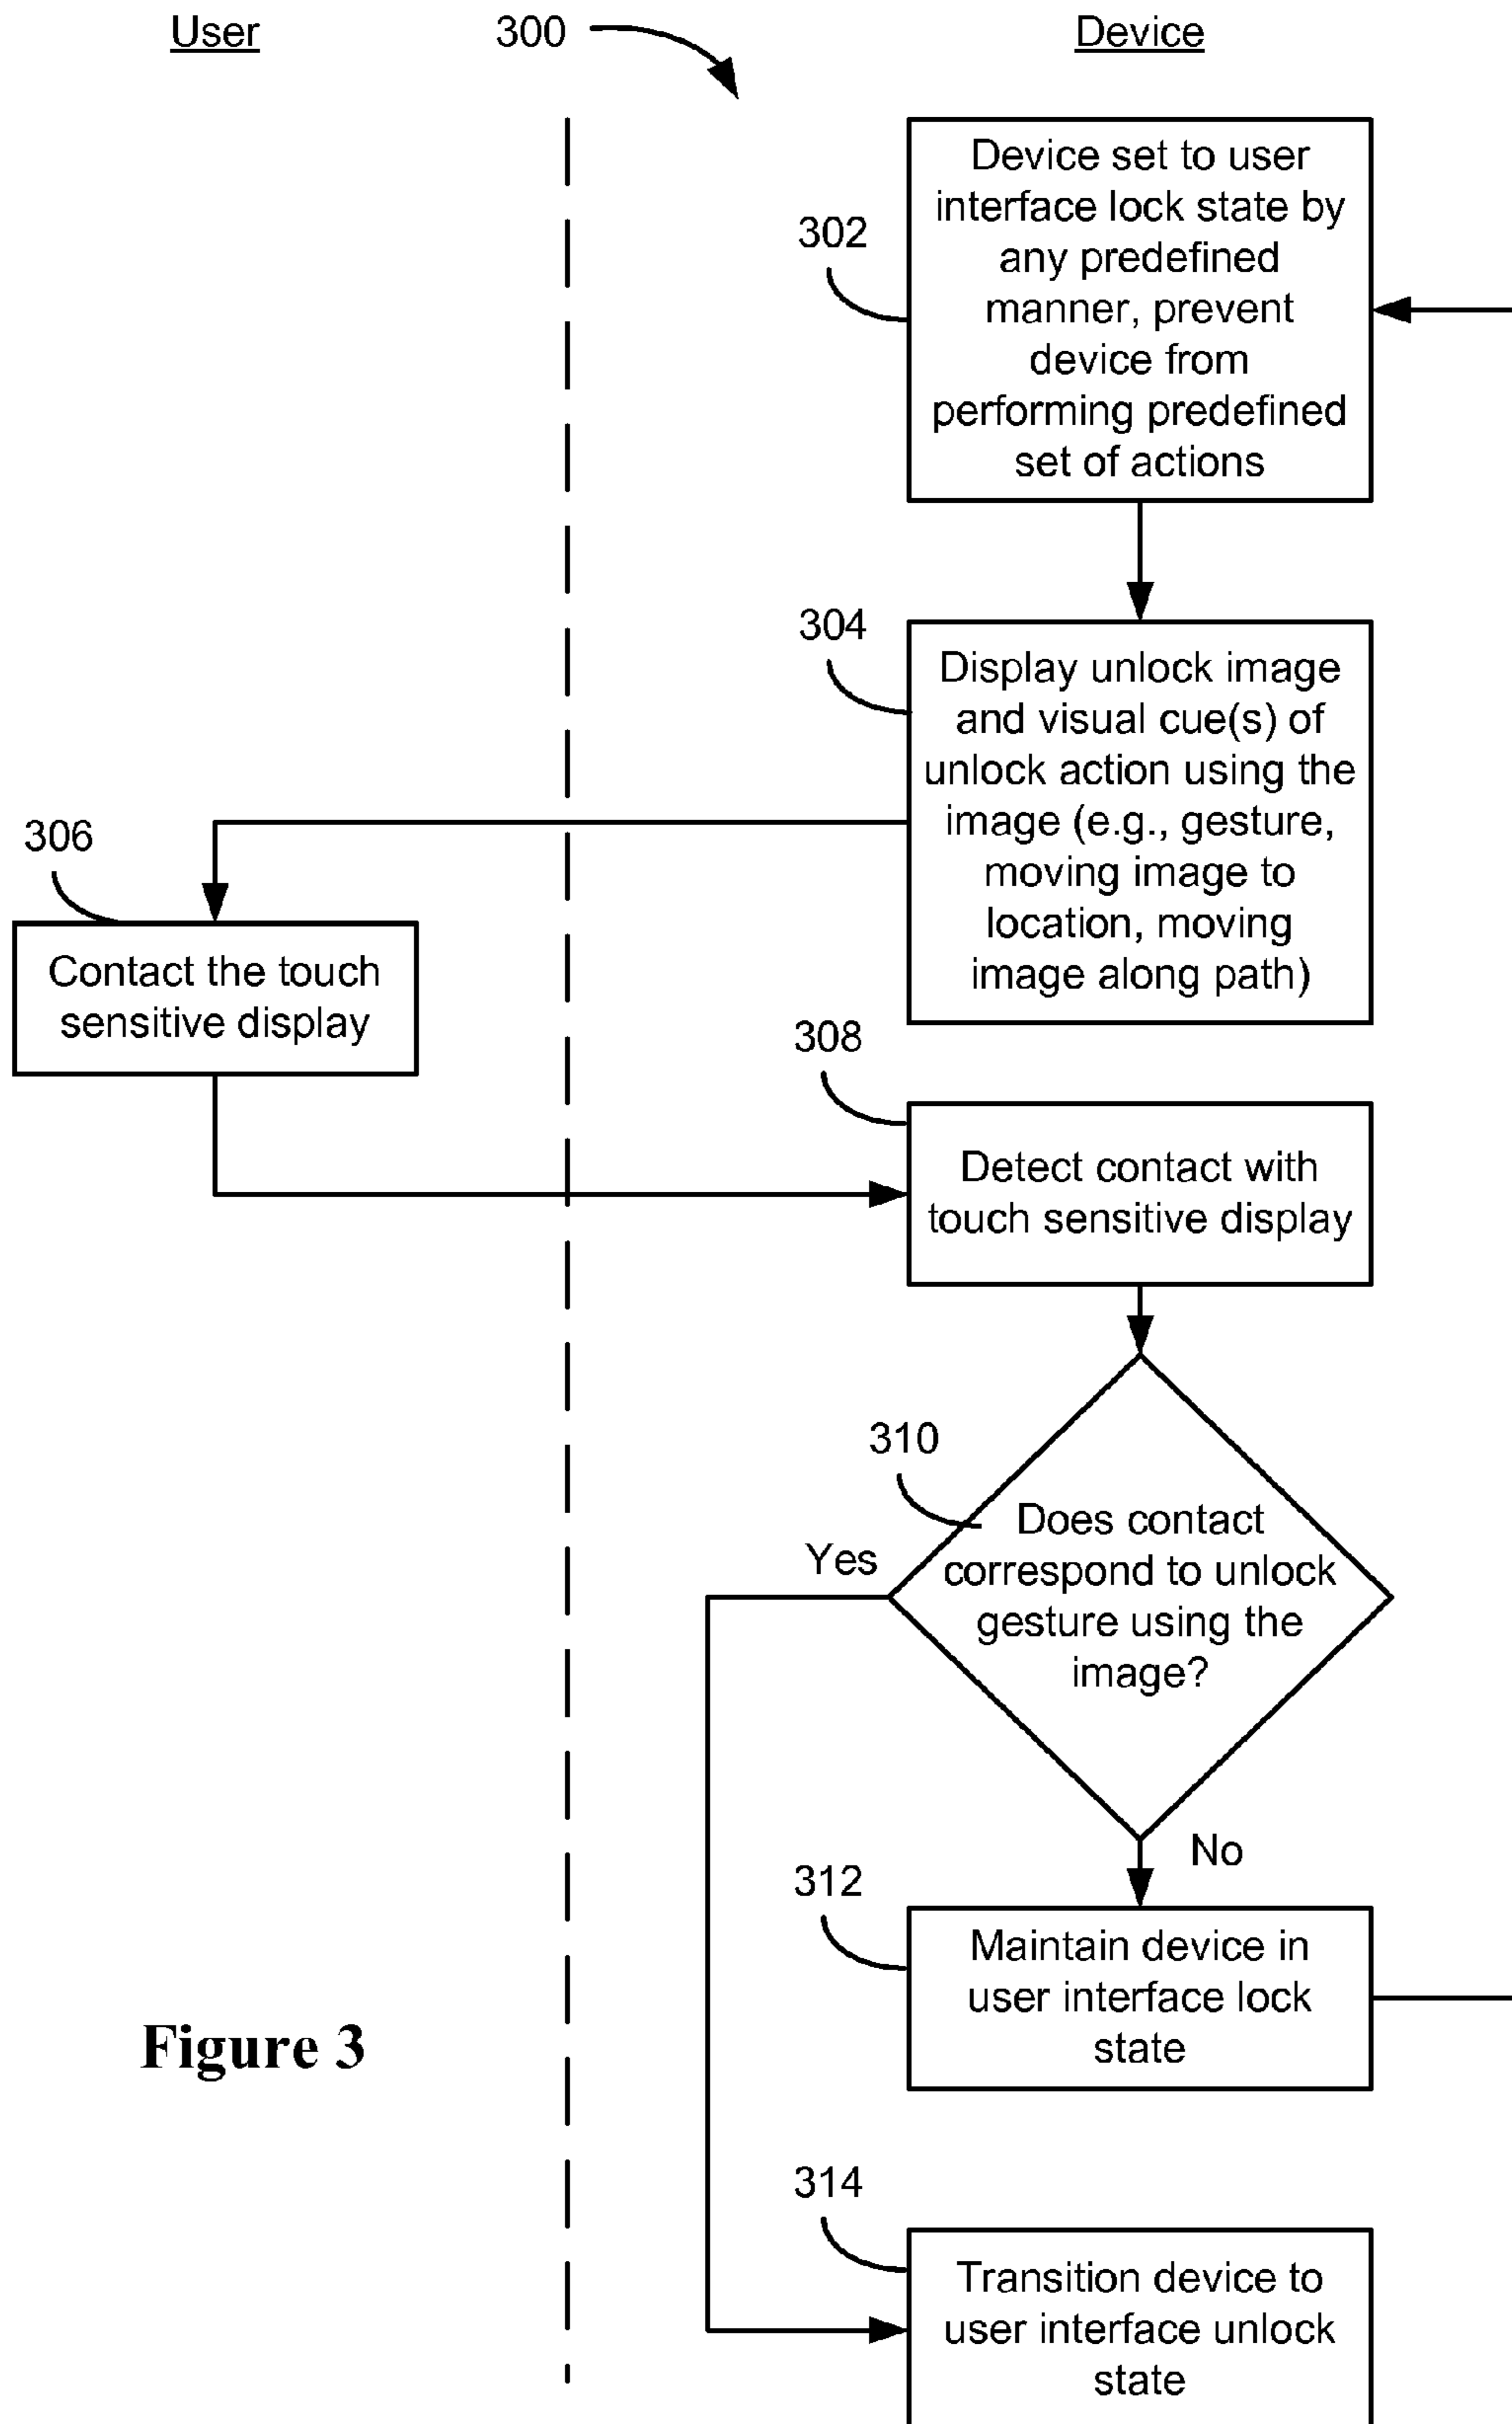 User
300
Device
302
Device set to user
interface lock state by
any predefined
manner, prevent
device from
performing predefined
set of actions
304
Display unlock image
and visual cue(s) of
unlock action using the
image (e.g., gesture,
moving image to
location, moving
image along path)
306
Contact the touch
sensitive display
308
Detect contact with
touch sensitive display
310
Does contact
correspond to unlock
gesture using the
image?
Yes
No
312
Maintain device in
user interface lock
state
314
Transition device to
user interface unlock
state
Figure 3